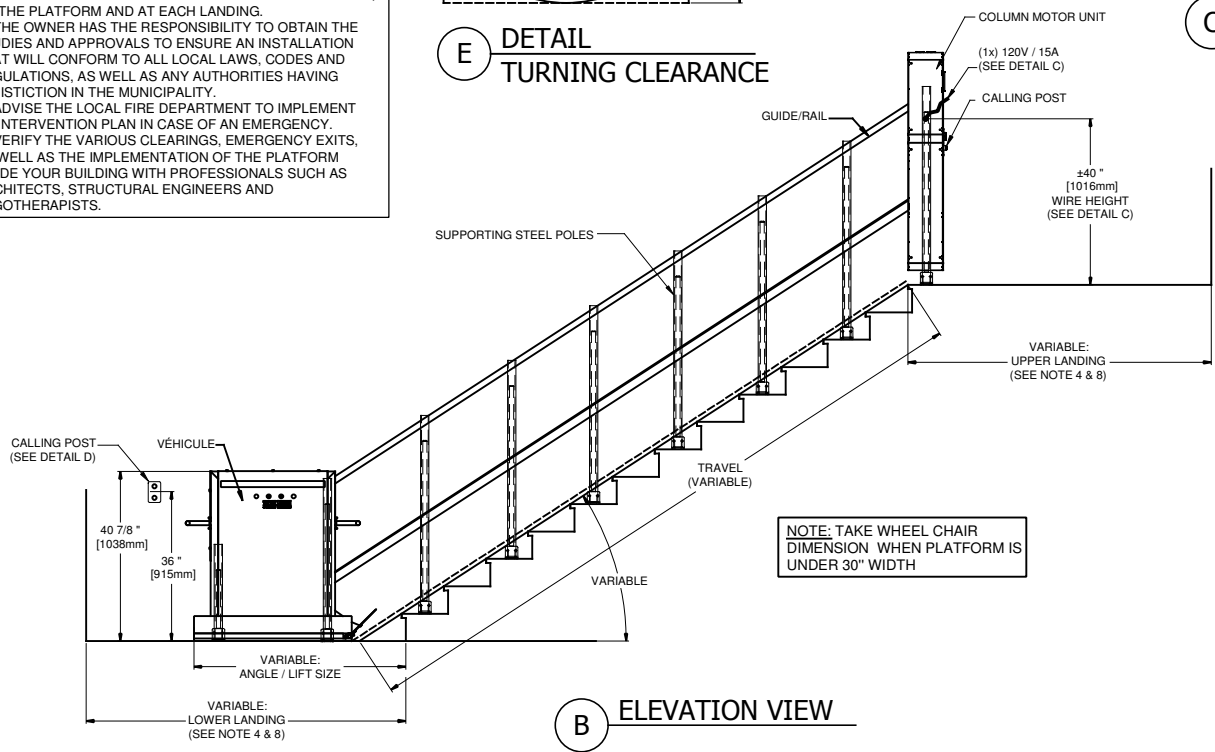 THE PLATFORM AND AT EACH LANDING.
THE OWNER HAS THE RESPONSIBILITY TO OBTAIN THE
AND APPROVALS TO ENSURE AN INSTALLATION
WILL CONFORM TO ALL LOCAL LAWS, CODES AND
AS WELL AS ANY AUTHORITIES HAVING
IN THE MUNICIPALITY.
ADVISE THE LOCAL FIRE DEPARTMENT TO IMPLEMENT
INTERVENTION PLAN IN CASE OF AN EMERGENCY.
VERIFY THE VARIOUS CLEARINGS, EMERGENCY EXITS,
WELL AS THE IMPLEMENTATION OF THE PLATFORM
YOUR BUILDING WITH PROFESSIONALS SUCH AS
STRUCTURAL ENGINEERS AND
E
DETAIL
TURNING CLEARANCE
C
COLUMN MOTOR UNIT
(1x) 120V / 15A
(SEE DETAIL C)
CALLING POST
GUIDE/RAIL
±40 "
[1016mm]
WIRE HEIGHT
(SEE DETAIL C)
SUPPORTING STEEL POLES
VARIABLE:
UPPER LANDING
(SEE NOTE 4 & 8)
CALLING POST
(SEE DETAIL D)
VÉHICULE
TRAVEL
(VARIABLE)
40 7/8 "
[1038mm]
36 "
[915mm]
NOTE: TAKE WHEEL CHAIR
DIMENSION WHEN PLATFORM IS
UNDER 30" WIDTH
VARIABLE
VARIABLE:
ANGLE / LIFT SIZE
VARIABLE:
LOWER LANDING
(SEE NOTE 4 & 8)
B
ELEVATION VIEW